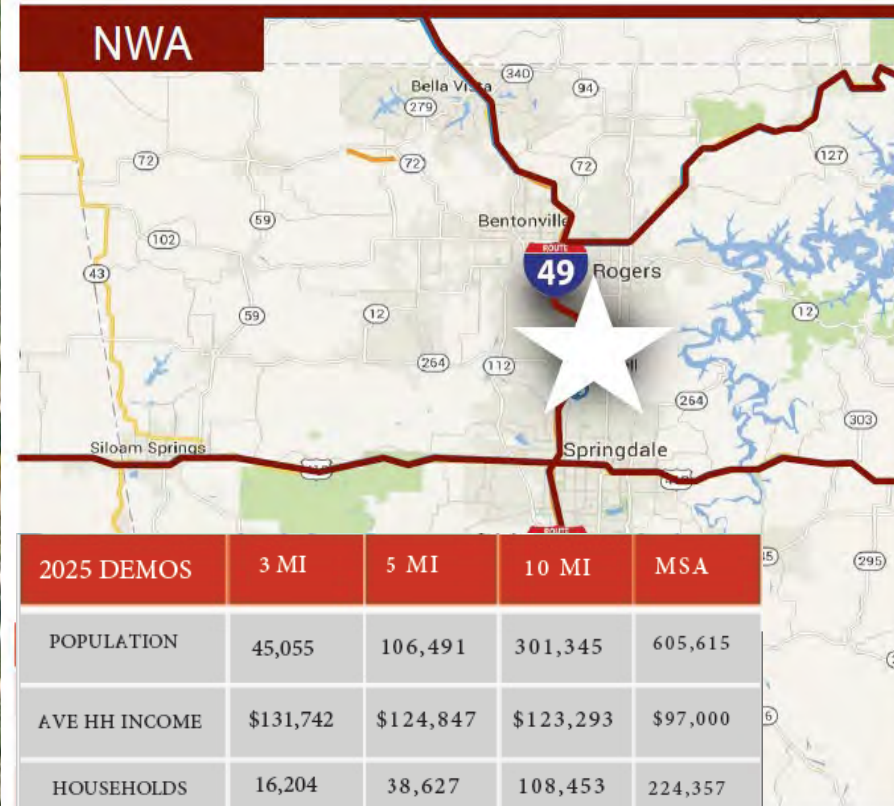 NWA
340
Bella Vista
94
279
72
72
72
127
59
Bentonville
102
ROUTE
49
Rogers
43
59
12
12
264
112
264
303
Siloam Springs
Springdale
ROUTE
295
2025 DEMOS 3 MI 5 MI 10 MI MSA
POPULATION 45,055 106,491 301,345 605,615
AVE HH INCOME $131,742 $124,847 $123,293 $97,000
HOUSEHOLDS 16,204 38,627 108,453 224,357